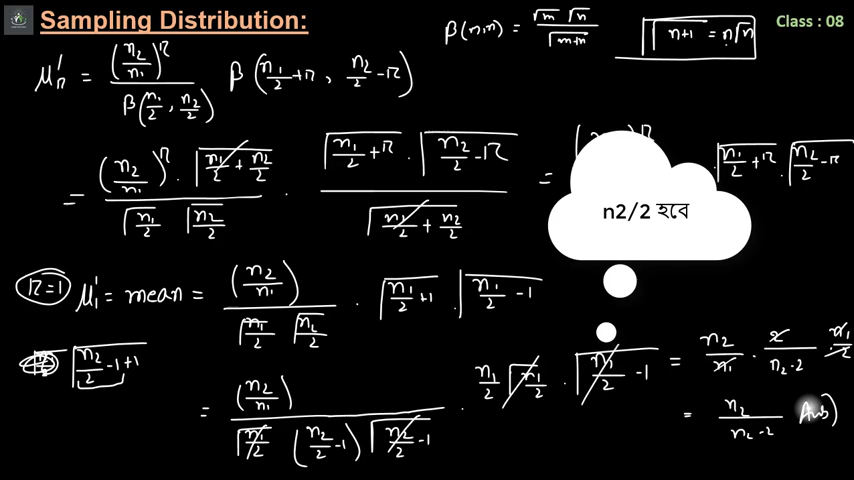 Sampling Distribution:
Class : 08
β(m,n) = Γm Γn / Γm+n
Γn+1 = nΓn
μ'r = (n2/n1)^r / β(n1/2, n2/2) β(n1/2 + r, n2/2 - r)
= (n2/n1)^r · Γ(n1/2 + n2/2) / Γ(n1/2) Γ(n2/2) · Γ(n1/2 + r) · Γ(n2/2 - r) / Γ(n1/2 + n2/2) = · Γ(n1/2 + r) · Γ(n2/2 - r)
n2/2 হবে
r=1 μ'1 = mean = (n2/n1) / Γ(n1/2) Γ(n2/2) · Γ(n1/2 + 1) · Γ(n1/2 - 1)
Γ(n2/2 - 1 + 1)
= (n2/n1) / Γ(n1/2) (n2/2 - 1) Γ(n2/2 - 1) · n1/2 Γ(n1/2) · Γ(n1/2 - 1) = n2/n1 · 2/(n2-2) · n1/2
= n2/(n2-2) Ans)